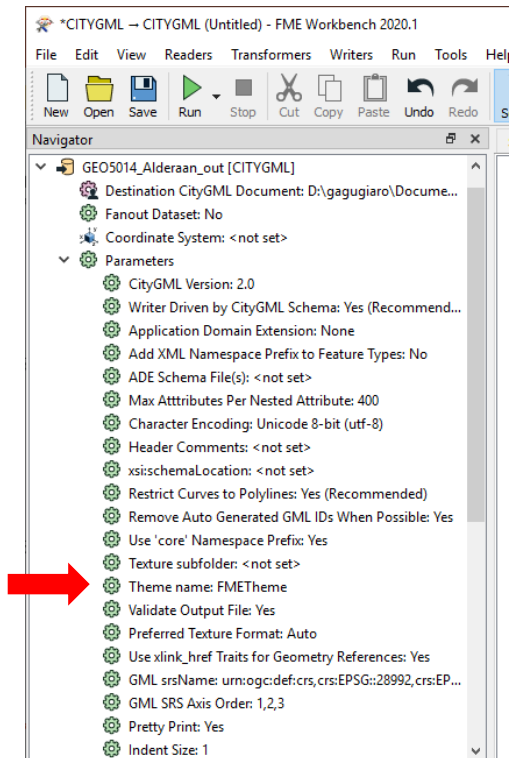 *CITYGML → CITYGML (Untitled) - FME Workbench 2020.1
File Edit View Readers Transformers Writers Run Tools Help
New Open Save Run Stop Cut Copy Paste Undo Redo S
Navigator
GEO5014_Alderaan_out [CITYGML]
Destination CityGML Document: D:\gagugiaro\Docume...
Fanout Dataset: No
Coordinate System: <not set>
Parameters
CityGML Version: 2.0
Writer Driven by CityGML Schema: Yes (Recommend...
Application Domain Extension: None
Add XML Namespace Prefix to Feature Types: No
ADE Schema File(s): <not set>
Max Atttributes Per Nested Attribute: 400
Character Encoding: Unicode 8-bit (utf-8)
Header Comments: <not set>
xsi:schemaLocation: <not set>
Restrict Curves to Polylines: Yes (Recommended)
Remove Auto Generated GML IDs When Possible: Yes
Use 'core' Namespace Prefix: Yes
Texture subfolder: <not set>
Theme name: FMETheme
Validate Output File: Yes
Preferred Texture Format: Auto
Use xlink_href Traits for Geometry References: Yes
GML srsName: urn:ogc:def:crs,crs:EPSG::28992,crs:EP...
GML SRS Axis Order: 1,2,3
Pretty Print: Yes
Indent Size: 1